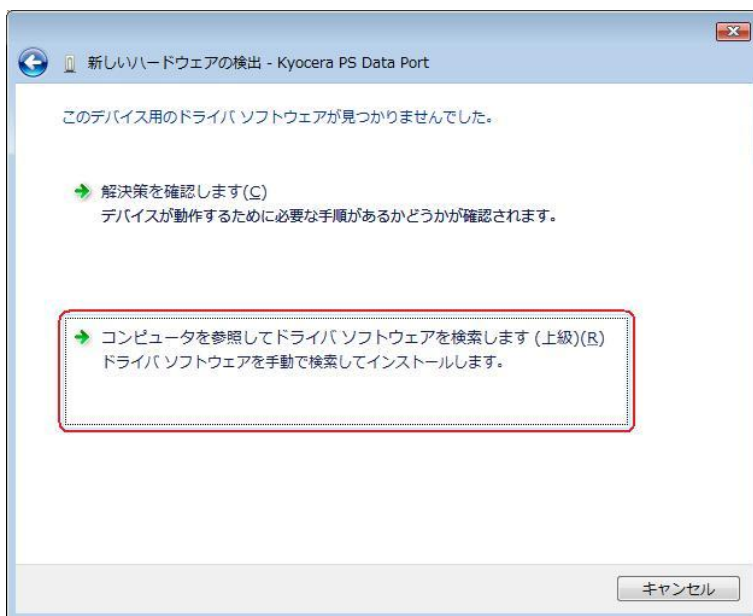 新しいハードウェアの検出 - Kyocera PS Data Port
このデバイス用のドライバ ソフトウェアが見つかりませんでした。
解決策を確認します(C)
デバイスが動作するために必要な手順があるかどうかが確認されます。
コンピュータを参照してドライバ ソフトウェアを検索します (上級)(R)
ドライバ ソフトウェアを手動で検索してインストールします。
キャンセル